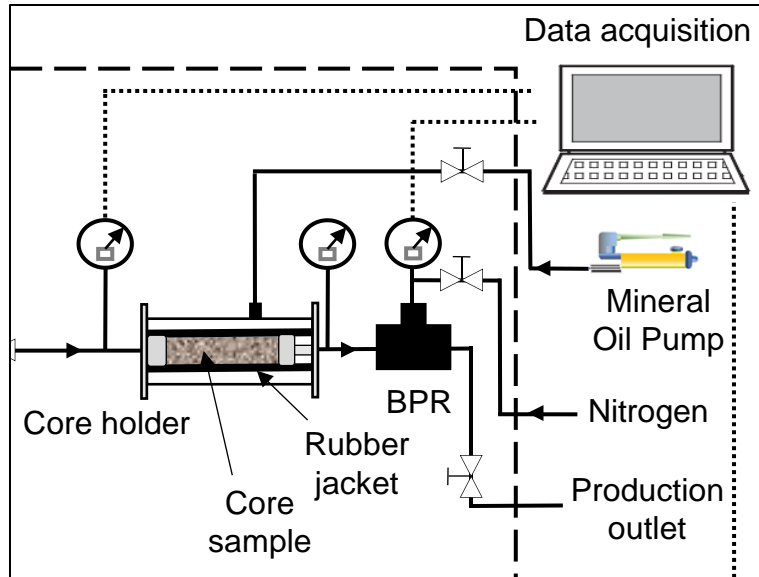 Data acquisition
Mineral
Oil Pump
BPR
Nitrogen
Core holder
Rubber
jacket
Core
sample
Production
outlet